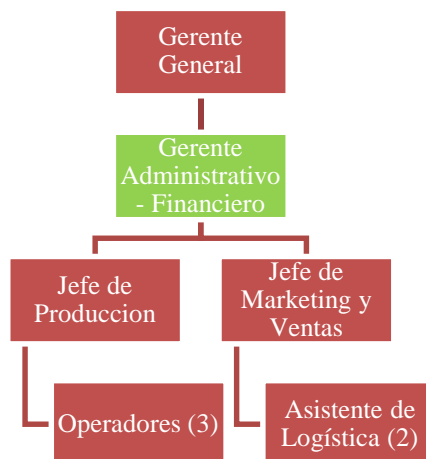 Gerente
General
Gerente
Administrativo
- Financiero
Jefe de
Produccion
Jefe de
Marketing y
Ventas
Operadores (3)
Asistente de
Logística (2)